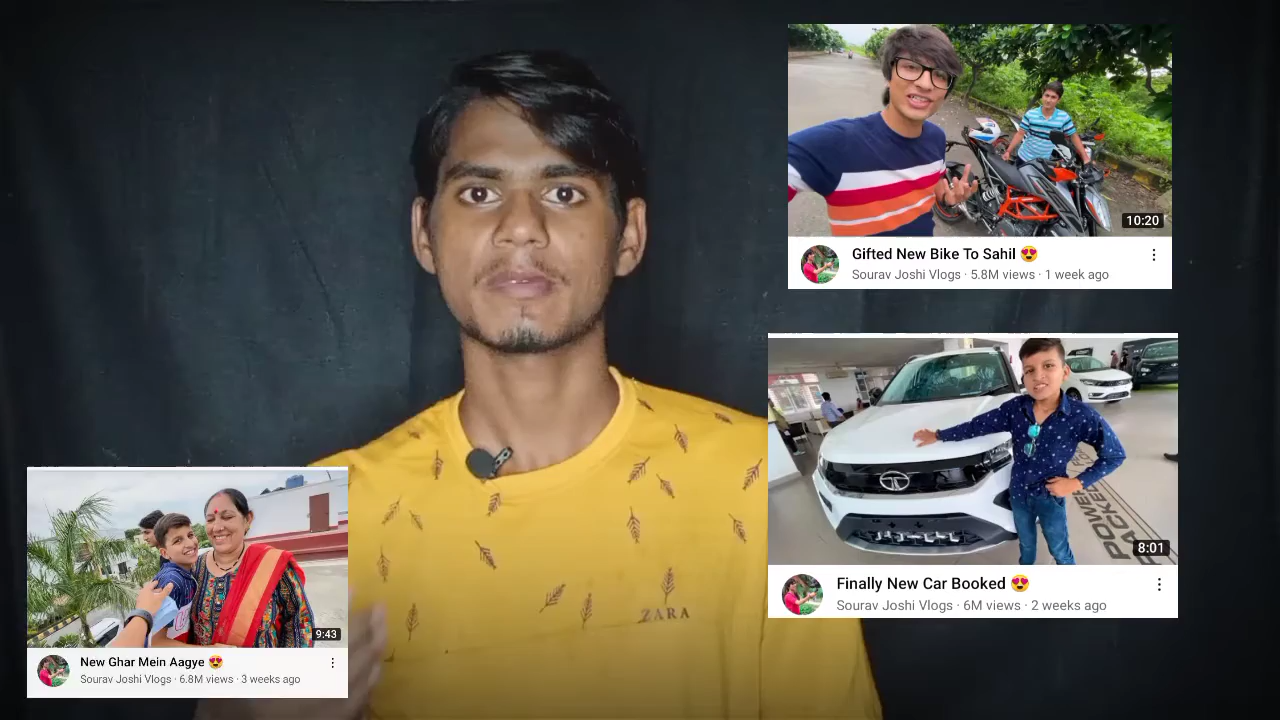 10:20
Gifted New Bike To Sahil 😍
Sourav Joshi Vlogs · 5.8M views · 1 week ago
POWER
8:01
Finally New Car Booked 😍
Sourav Joshi Vlogs · 6M views · 2 weeks ago
ZARA
9:43
New Ghar Mein Aagye 😍
Sourav Joshi Vlogs · 6.8M views · 3 weeks ago